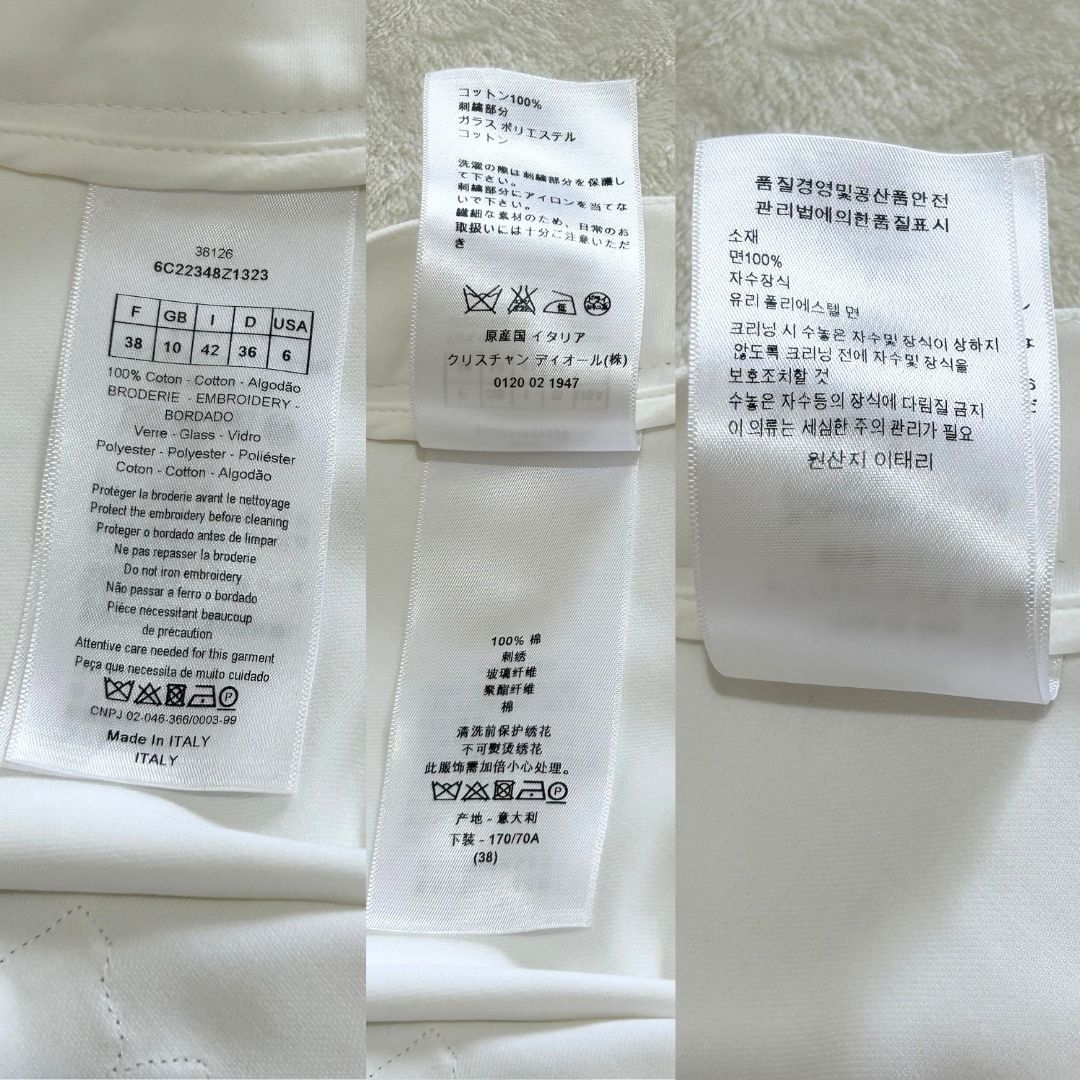 38126
6C22348Z1323
F GB I D USA
38 10 42 36 6
100% Coton - Cotton - Algodão
BRODERIE - EMBROIDERY -
BORDADO
Verre - Glass - Vidro
Polyester - Polyester - Poliéster
Coton - Cotton - Algodão
Protéger la broderie avant le nettoyage
Protect the embroidery before cleaning
Proteger o bordado antes de limpar
Ne pas repasser la broderie
Do not iron embroidery
Não passar a ferro o bordado
Pièce necessitant beaucoup
de précaution
Attentive care needed for this garment
Peça que necessita de muito cuidado
P
CNPJ 02-046-366/0003-99
Made In ITALY
ITALY
コットン100%
刺繍部分
ガラス ポリエステル
コットン
洗濯の際は刺繍部分を保護し
て下さい。
刺繍部分にアイロンを当てな
いで下さい。
繊細な素材のため、日常のお
取扱いには十分ご注意いただ
き
低
原産国 イタリア
クリスチャン ディオール(株)
0120 02 1947
100% 棉
刺绣
玻璃纤维
聚酯纤维
棉
清洗前保护绣花
不可熨烫绣花
此服饰需加倍小心处理。
P
产地 - 意大利
下装 - 170/70A
(38)
품질경영및공산품안전
관리법에의한품질표시
소재
면100%
자수장식
유리 폴리에스텔 면
크리닝 시 수놓은 자수및 장식이 상하지
않도록 크리닝 전에 자수및 장식을
보호조치할 것
수놓은 자수등의 장식에 다림질 금지
이 의류는 세심한 주의 관리가 필요
원산지 이태리